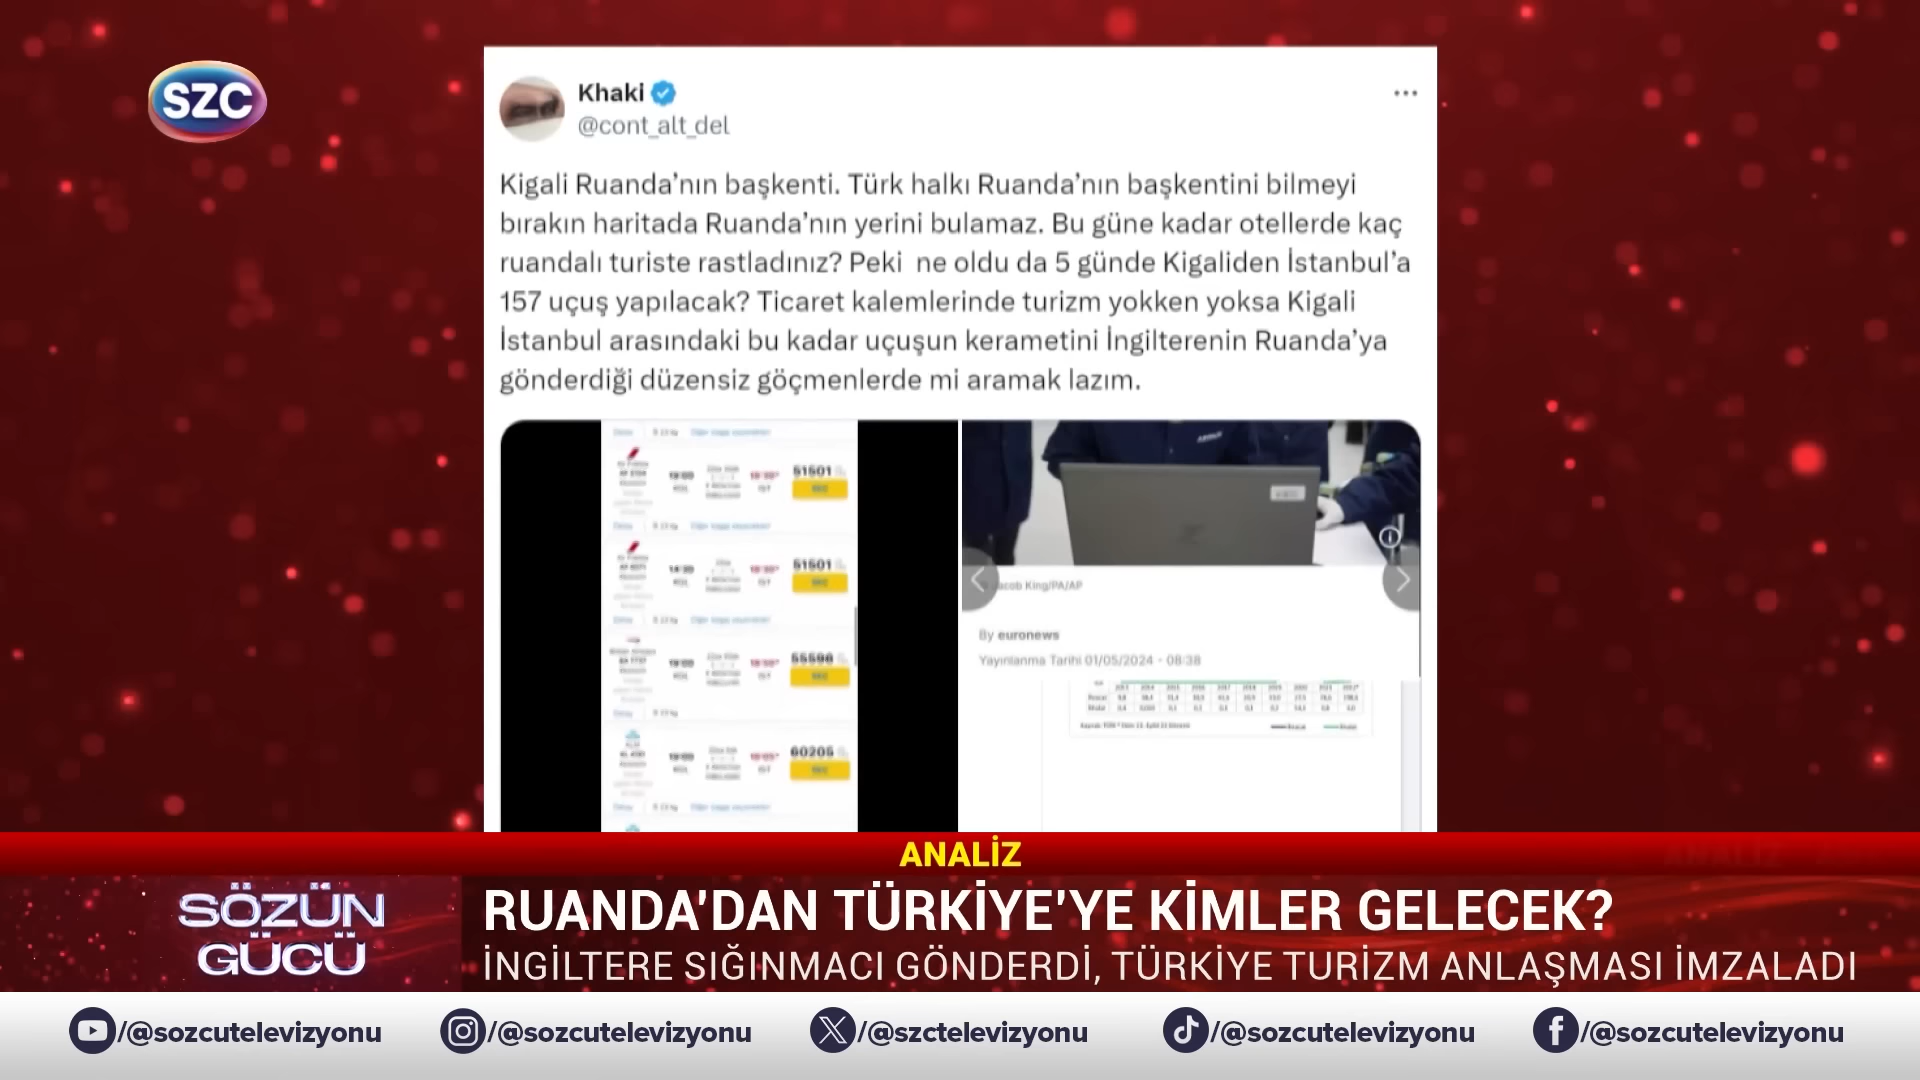 SZC
Khaki
@cont_alt_del
Kigali Ruanda’nın başkenti. Türk halkı Ruanda’nın başkentini bilmeyi
bırakın haritada Ruanda’nın yerini bulamaz. Bu güne kadar otellerde kaç
ruandalı turiste rastladınız? Peki ne oldu da 5 günde Kigaliden İstanbul’a
157 uçuş yapılacak? Ticaret kalemlerinde turizm yokken yoksa Kigali
İstanbul arasındaki bu kadar uçuşun kerametini İngilterenin Ruanda’ya
gönderdiği düzensiz göçmenlerde mi aramak lazım.
51501
51501
55596
60205
Jacob King/PA/AP
By euronews
Yayınlanma Tarihi 01/05/2024 - 08:38
ANALİZ
SÖZÜN
GÜCÜ
RUANDA'DAN TÜRKİYE'YE KİMLER GELECEK?
İNGİLTERE SIĞINMACI GÖNDERDİ, TÜRKİYE TURİZM ANLAŞMASI İMZALADI
/@sozcutelevizyonu
/@sozcutelevizyonu
/@szctelevizyonu
/@sozcutelevizyonu
/@sozcutelevizyonu